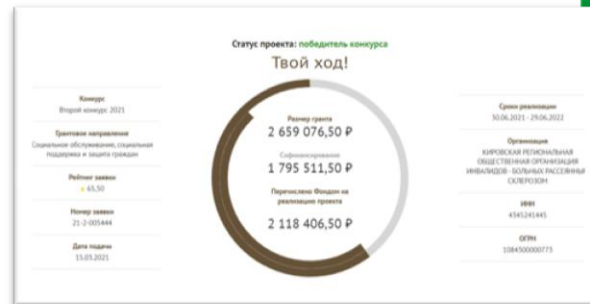 Статус проекта: победитель конкурса
Твой ход!
Конкурс
Второй конкурс 2021
Грантовое направление
Социальное обслуживание, социальная
поддержка и защита граждан
Рейтинг заявки
65,50
Номер заявки
21-2-005444
Дата подачи
15.03.2021
Размер гранта
2 659 076,50 ₽
Софинансирование
1 795 511,50 ₽
Перечислено Фондом на
реализацию проекта
2 118 406,50 ₽
Сроки реализации
30.06.2021 - 29.06.2022
Организация
КИРОВСКАЯ РЕГИОНАЛЬНАЯ
ОБЩЕСТВЕННАЯ ОРГАНИЗАЦИЯ
ИНВАЛИДОВ - БОЛЬНЫХ РАССЕЯННЫМ
СКЛЕРОЗОМ
ИНН
4345241445
ОГРН
1084300000773